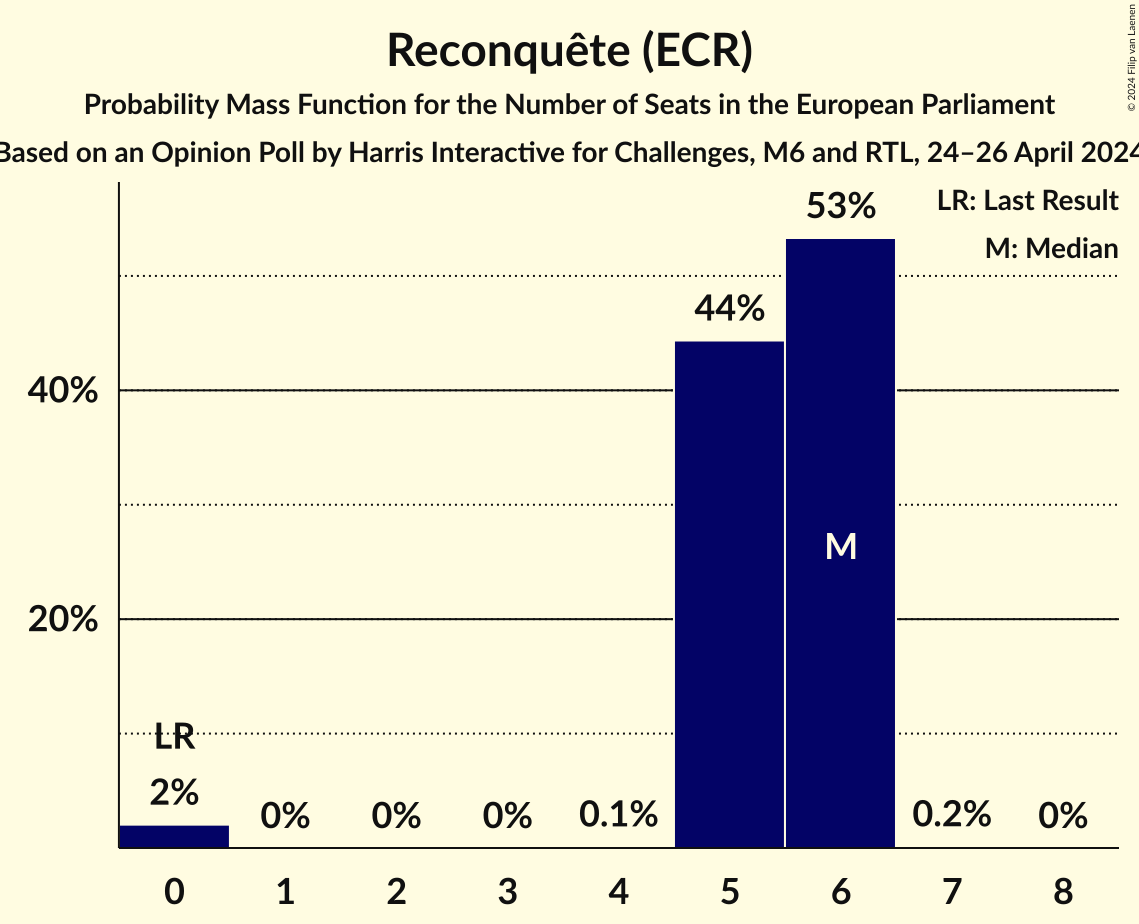 Reconquête (ECR)
Probability Mass Function for the Number of Seats in the European Parliament
Based on an Opinion Poll by Harris Interactive for Challenges, M6 and RTL, 24–26 April 2024
© 2024 Filip van Laenen
LR: Last Result
M: Median
53%
44%
40%
M
20%
LR
2%
0%
0%
0%
0.1%
0.2%
0%
0 1 2 3 4 5 6 7 8